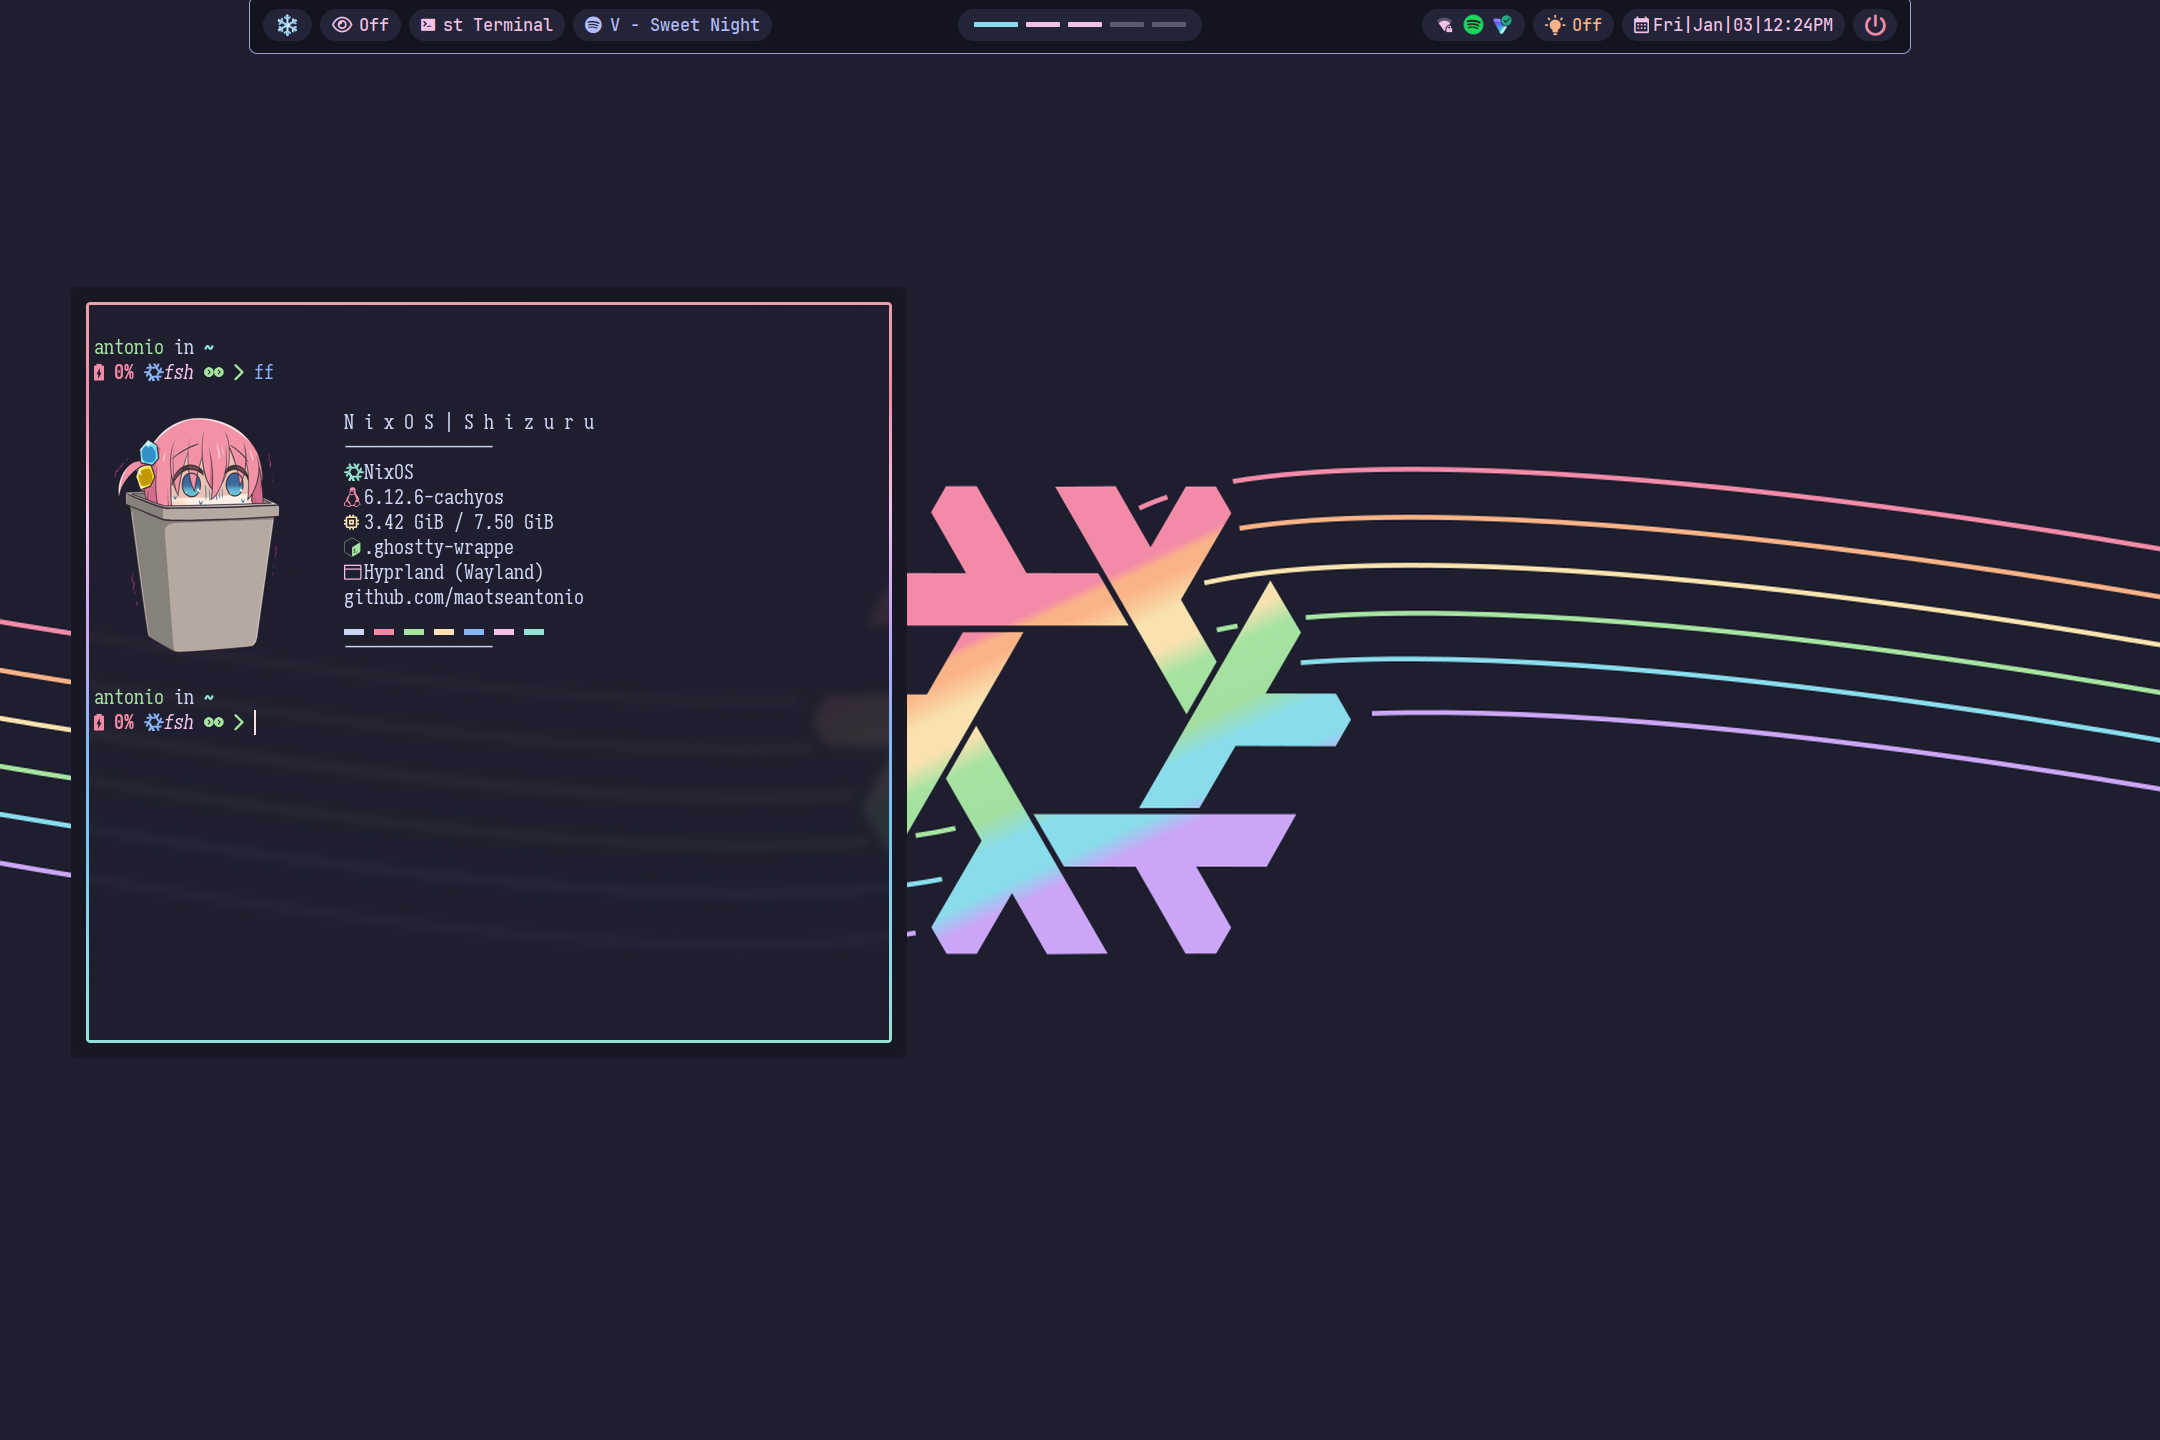 Off
st Terminal
V - Sweet Night
Off
Fri|Jan|03|12:24PM
antonio in ~
0% fsh > ff
NixOS|Shizuru
NixOS
6.12.6-cachyos
3.42 GiB / 7.50 GiB
.ghostty-wrappe
Hyprland (Wayland)
github.com/maotseantonio
antonio in ~
0% fsh >